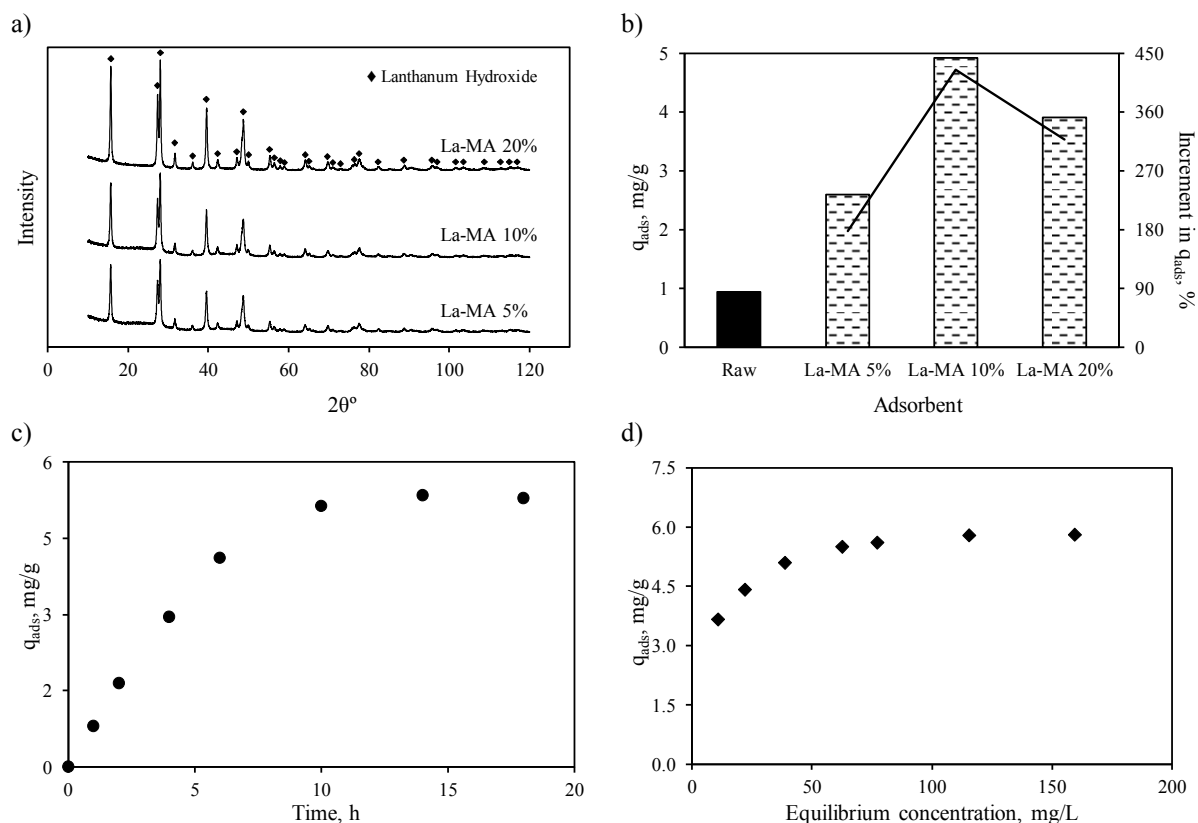 a)
◆ Lanthanum Hydroxide
La-MA 20%
La-MA 10%
La-MA 5%
Intensity
0 20 40 60 80 100 120
2θº
b)
5
4
3
2
1
0
q_ads, mg/g
450
360
270
180
90
0
Increment in q_ads, %
Raw La-MA 5% La-MA 10% La-MA 20%
Adsorbent
c)
6
5
3
2
0
q_ads, mg/g
0 5 10 15 20
Time, h
d)
7.5
6.0
4.5
3.0
1.5
0.0
q_ads, mg/g
0 50 100 150 200
Equilibrium concentration, mg/L